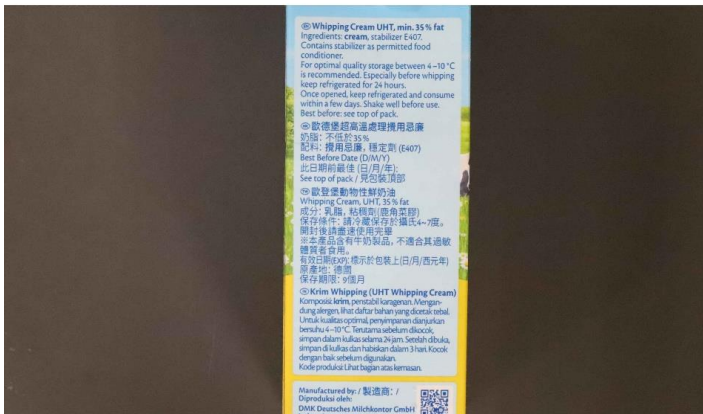 Whipping Cream UHT, min. 35% fat
Ingredients: cream, stabilizer E407.
Contains stabilizer as permitted food
conditioner.
For optimal quality storage between 4–10 °C
is recommended. Especially before whipping
keep refrigerated for 24 hours.
Once opened, keep refrigerated and consume
within a few days. Shake well before use.
Best before: see top of pack.
歐德堡超高溫處理攪用忌廉
奶脂：不低於35%
配料：攪用忌廉，穩定劑 (E407)
Best Before Date (D/M/Y)
此日期前最佳 (日/月/年):
See top of pack / 見包裝頂部
歐登堡動物性鮮奶油
Whipping Cream, UHT, 35% fat
成分：乳脂，粘稠劑(鹿角菜膠)
保存條件：請冷藏保存於攝氏4~7度。
開封後請盡速使用完畢
※本產品含有牛奶製品，不適合其過敏
體質者食用。
有效日期(EXP): 標示於包裝上(日/月/西元年)
原產地：德國
保存期限：9個月
Krim Whipping (UHT Whipping Cream)
Komposisi: krim, penstabil karagenan. Mengan-
dung alergen, lihat daftar bahan yang dicetak tebal.
Untuk kualitas optimal, penyimpanan dianjurkan
bersuhu 4–10°C. Terutama sebelum dikocok,
simpan dalam kulkas selama 24 jam. Setelah dibuka,
simpan di kulkas dan habiskan dalam 3 hari. Kocok
dengan baik sebelum digunakan.
Kode produksi: Lihat bagian atas kemasan.
Manufactured by: / 製造商： /
Diproduksi oleh:
DMK Deutsches Milchkontor GmbH